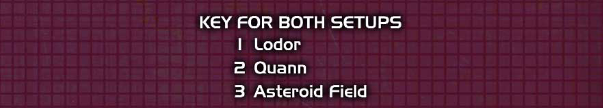 KEY FOR BOTH SETUPS
1 Lodor
2 Quann
3 Asteroid Field